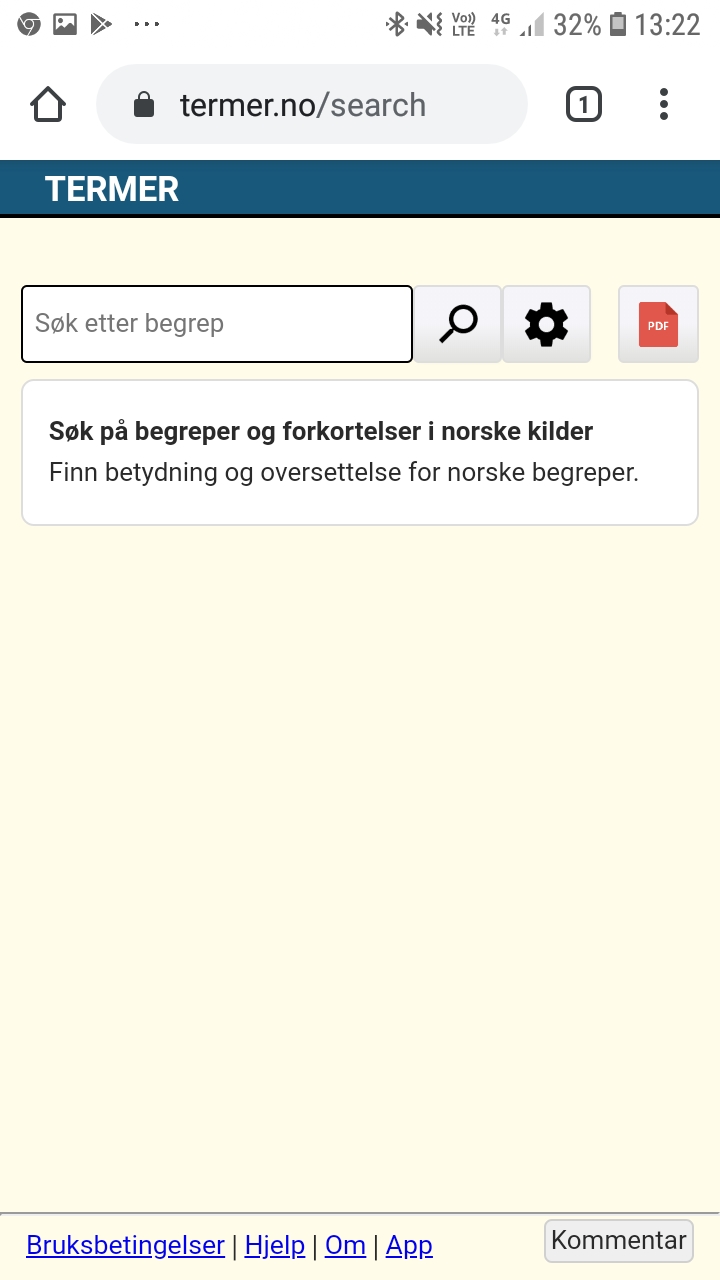 Vo)) LTE 4G 32% 13:22
termer.no/search 1
TERMER
Søk etter begrep PDF
Søk på begreper og forkortelser i norske kilder
Finn betydning og oversettelse for norske begreper.
Bruksbetingelser | Hjelp | Om | App Kommentar